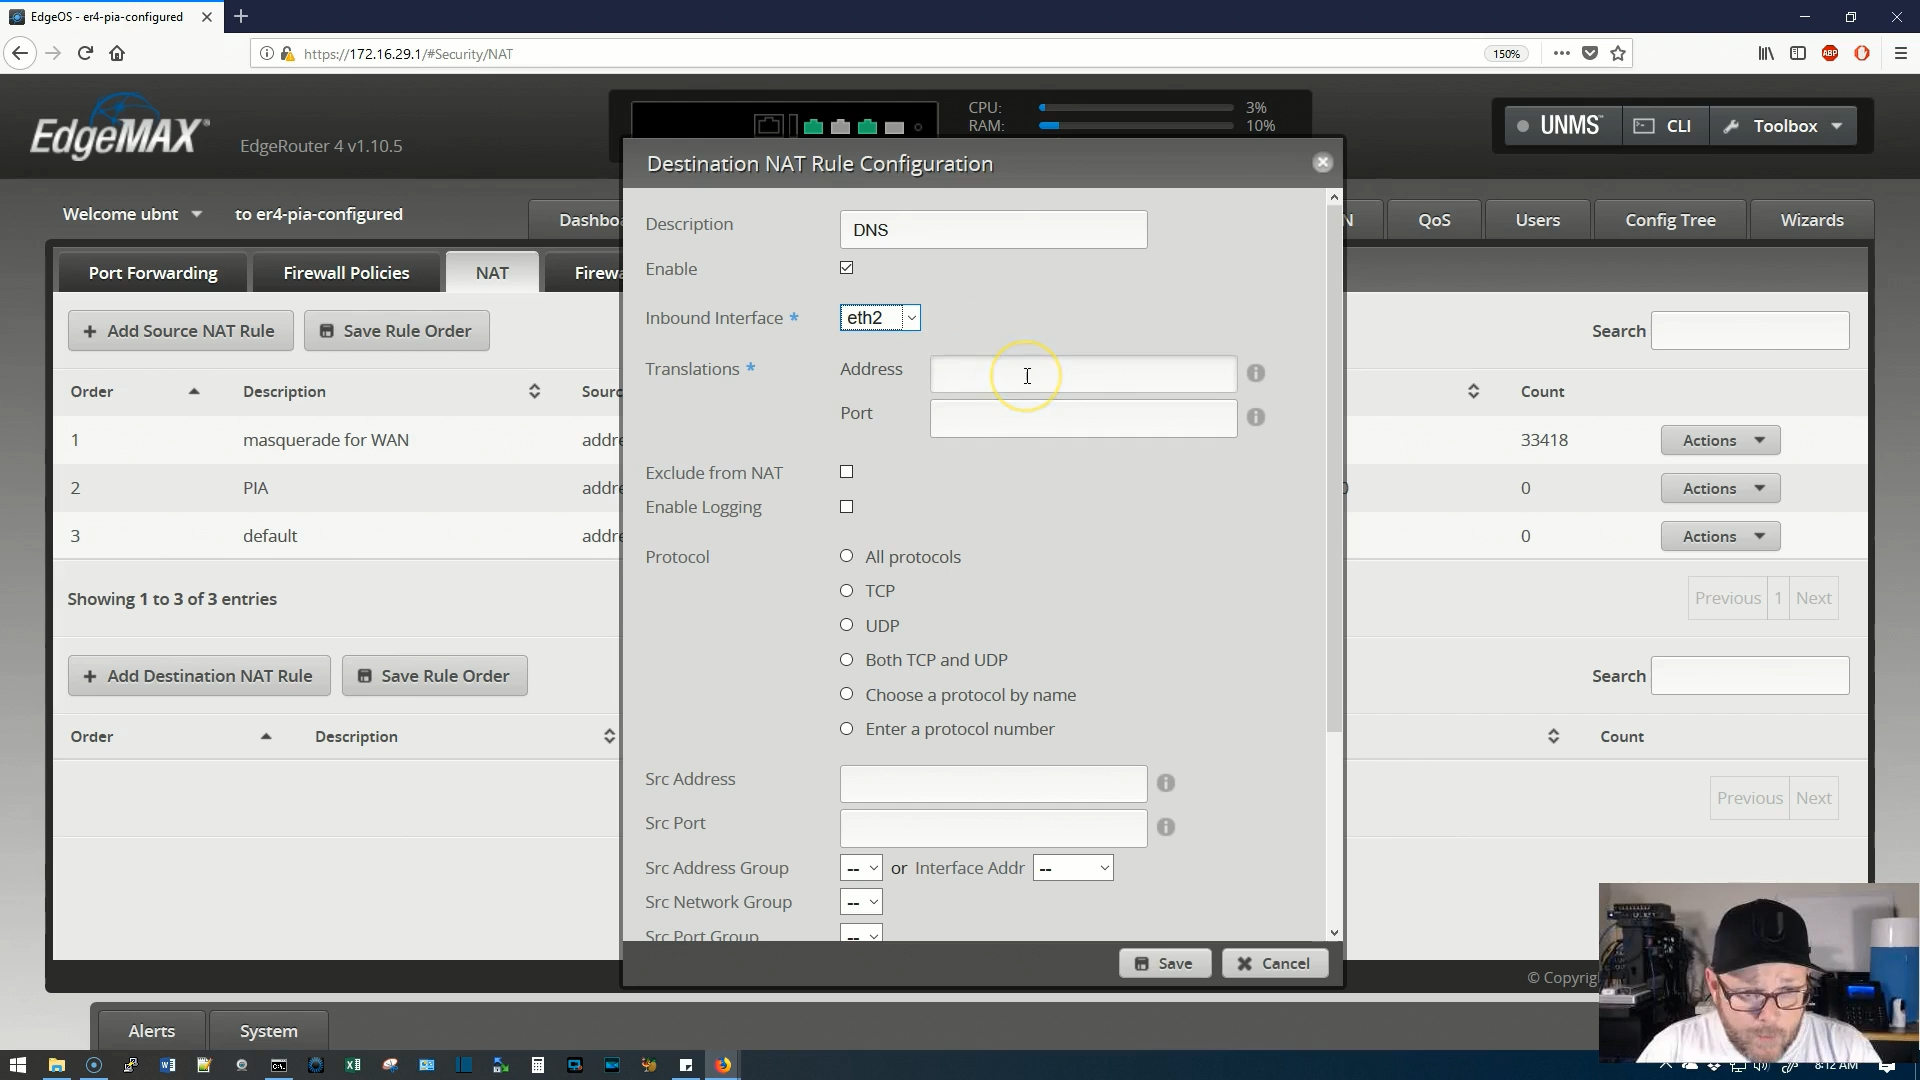 EdgeOS - er4-pia-configured
https://172.16.29.1/#Security/NAT
150%
ABP
EdgeMAX
EdgeRouter 4 v1.10.5
CPU: 3%
RAM: 10%
UNMS
CLI
Toolbox
Welcome ubnt
to er4-pia-configured
QoS
Users
Config Tree
Wizards
Port Forwarding
Firewall Policies
NAT
+ Add Source NAT Rule
Save Rule Order
Search
Order
Description
Count
1
masquerade for WAN
33418
Actions
2
PIA
0
Actions
3
default
0
Actions
Showing 1 to 3 of 3 entries
Previous 1 Next
+ Add Destination NAT Rule
Save Rule Order
Search
Order
Description
Count
Previous Next
Destination NAT Rule Configuration
Description DNS
Enable
Inbound Interface * eth2
Translations * Address
Port
Exclude from NAT
Enable Logging
Protocol All protocols
TCP
UDP
Both TCP and UDP
Choose a protocol by name
Enter a protocol number
Src Address
Src Port
Src Address Group -- or Interface Addr --
Src Network Group --
Src Port Group --
Save
Cancel
Alerts
System
8:12 AM